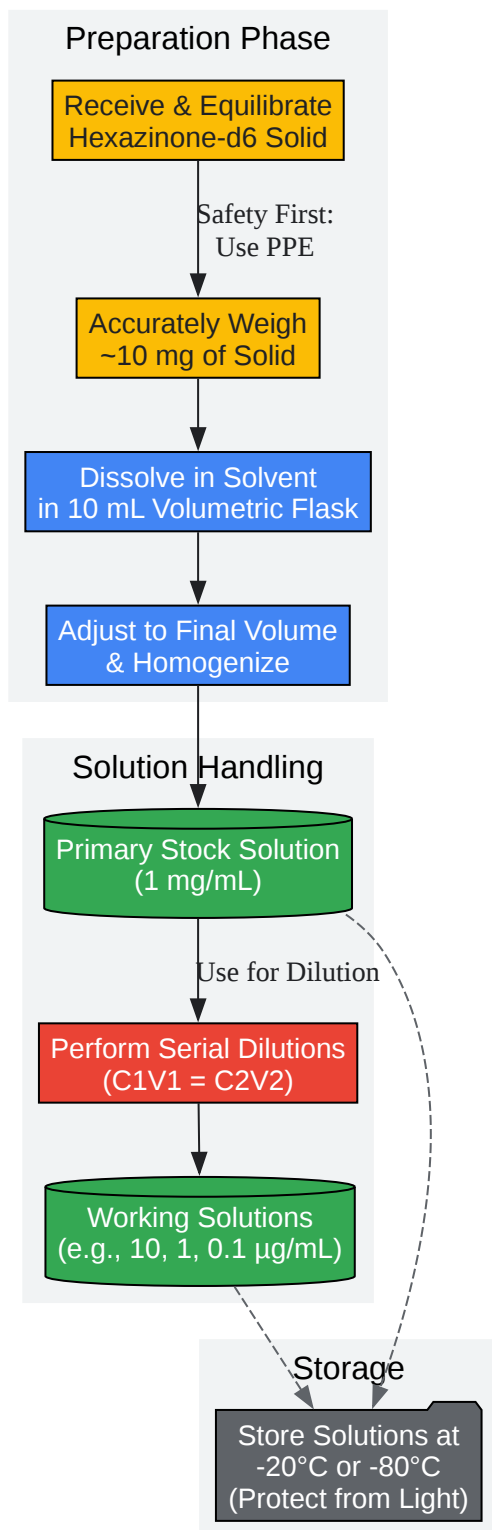 Preparation Phase
Receive & Equilibrate
Hexazinone-d6 Solid
Safety First:
Use PPE
Accurately Weigh
~10 mg of Solid
Dissolve in Solvent
in 10 mL Volumetric Flask
Adjust to Final Volume
& Homogenize
Solution Handling
Primary Stock Solution
(1 mg/mL)
Use for Dilution
Perform Serial Dilutions
(C1V1 = C2V2)
Working Solutions
(e.g., 10, 1, 0.1 µg/mL)
Storage
Store Solutions at
-20°C or -80°C
(Protect from Light)